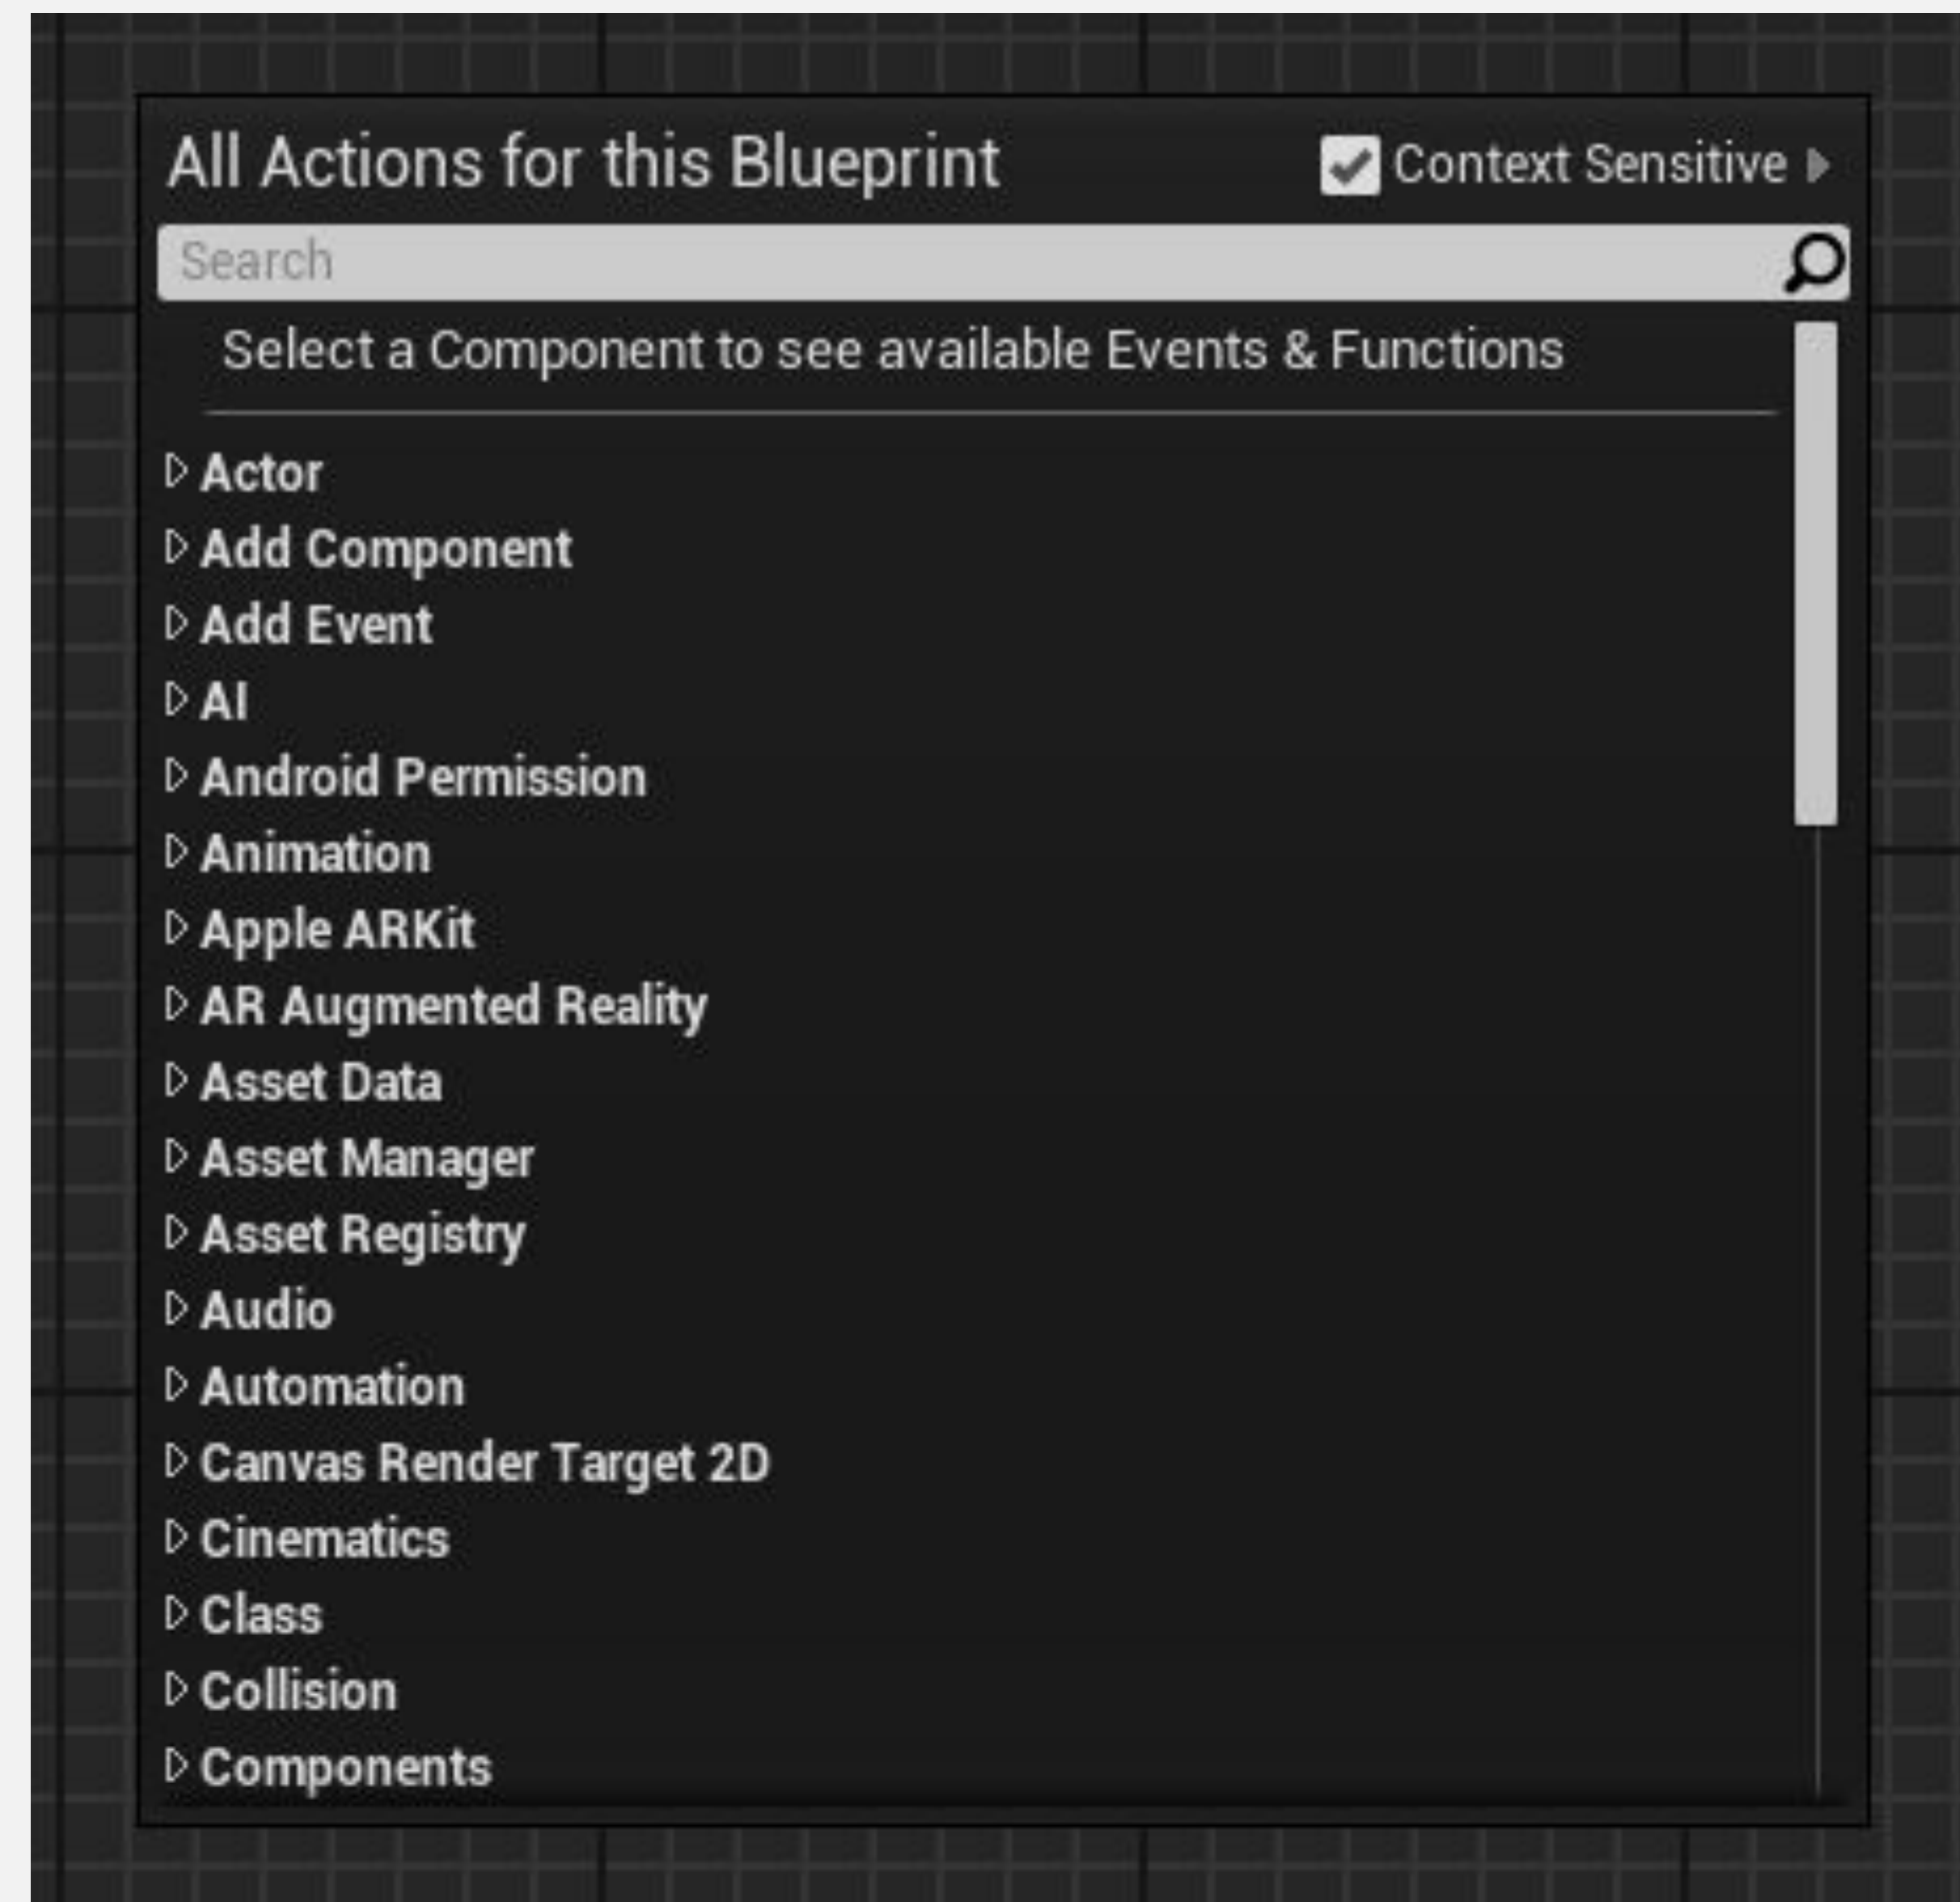 All Actions for this Blueprint
Context Sensitive
Search
Select a Component to see available Events & Functions
Actor
Add Component
Add Event
AI
Android Permission
Animation
Apple ARKit
AR Augmented Reality
Asset Data
Asset Manager
Asset Registry
Audio
Automation
Canvas Render Target 2D
Cinematics
Class
Collision
Components